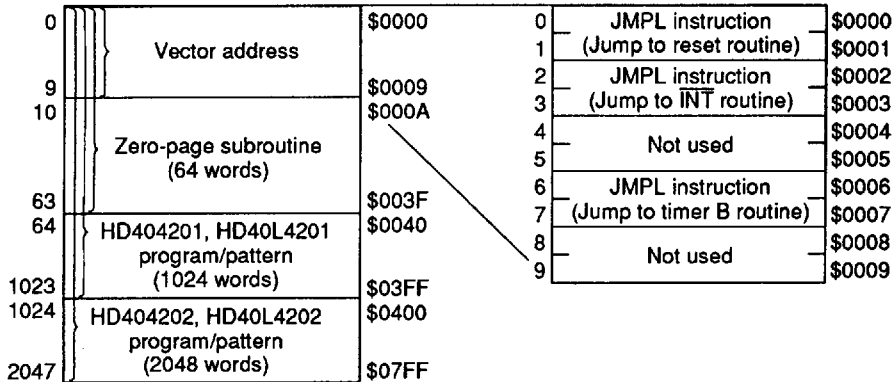 0
$0000
Vector address
9
$0009
10
$000A
Zero-page subroutine
(64 words)
63
$003F
64
$0040
HD404201, HD40L4201
program/pattern
(1024 words)
1023
$03FF
1024
$0400
HD404202, HD40L4202
program/pattern
(2048 words)
2047
$07FF
0
JMPL instruction
$0000
1
(Jump to reset routine)
$0001
2
JMPL instruction
$0002
3
(Jump to INT routine)
$0003
4
$0004
Not used
5
$0005
6
JMPL instruction
$0006
7
(Jump to timer B routine)
$0007
8
$0008
Not used
9
$0009